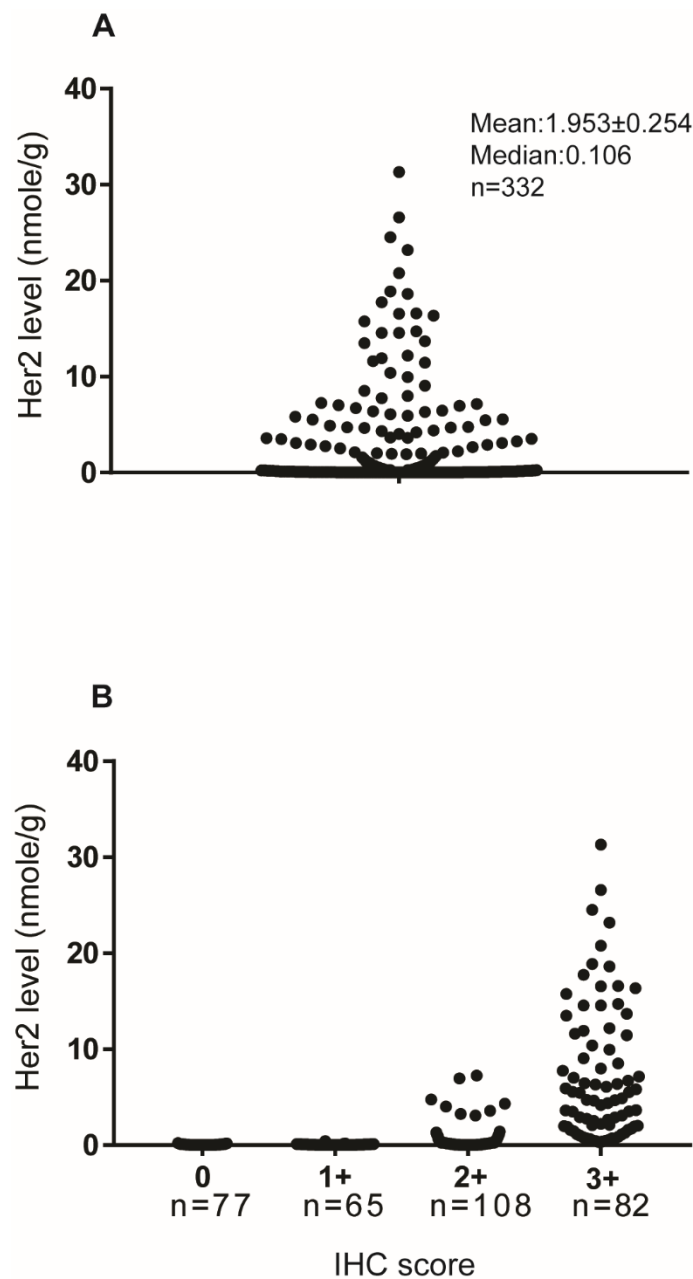 A
40
30
20
10
0
Her2 level (nmole/g)
Mean:1.953±0.254
Median:0.106
n=332
B
40
30
20
10
0
Her2 level (nmole/g)
0 1+ 2+ 3+
n=77 n=65 n=108 n=82
IHC score